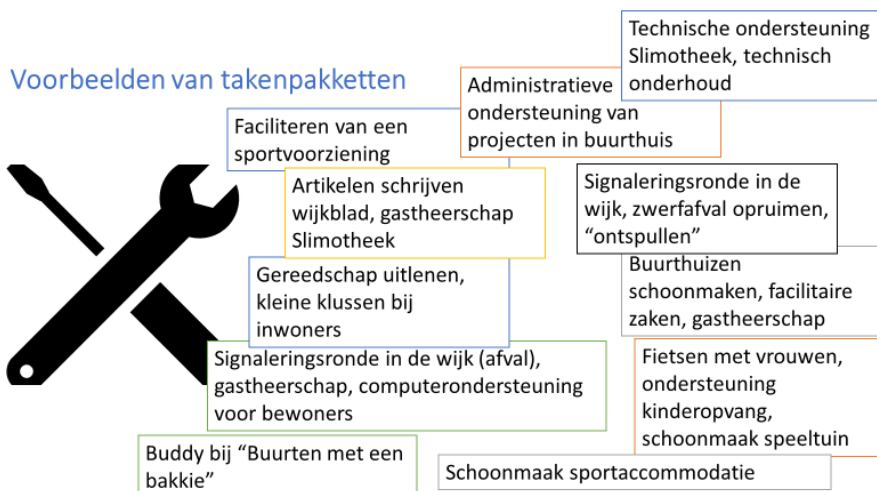 Voorbeelden van takenpakketten
Technische ondersteuning
Slimotheek, technisch
onderhoud
Administratieve
ondersteuning van
projecten in buurthuis
Faciliteren van een
sportvoorziening
Artikelen schrijven
wijkblad, gastheerschap
Slimotheek
Signaleringsronde in de
wijk, zwerfafval opruimen,
“ontspullen”
Gereedschap uitlenen,
kleine klussen bij
inwoners
Buurthuizen
schoonmaken, facilitaire
zaken, gastheerschap
Signaleringsronde in de wijk (afval),
gastheerschap, computerondersteuning
voor bewoners
Fietsen met vrouwen,
ondersteuning
kinderopvang,
schoonmaak speeltuin
Buddy bij “Buurten met een
bakkie”
Schoonmaak sportaccommodatie